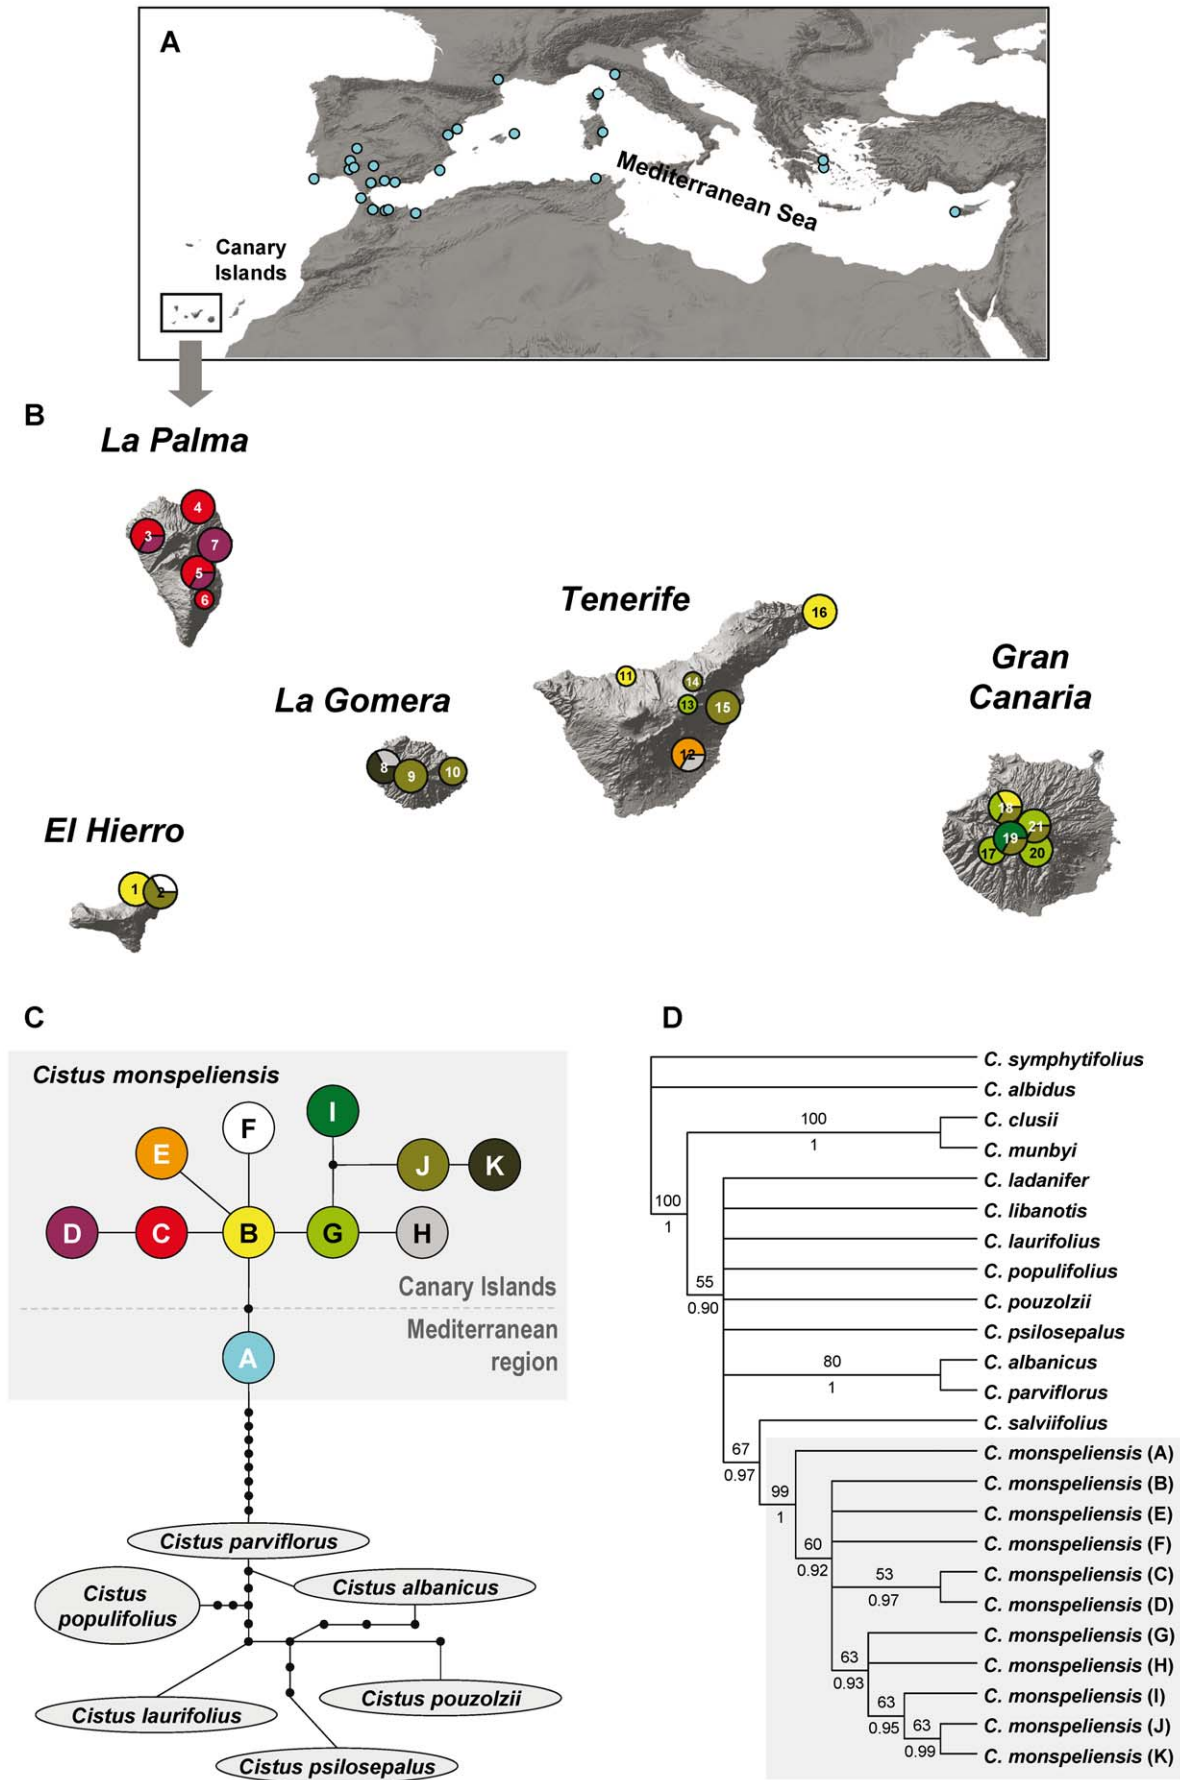 A
Mediterranean Sea
Canary
Islands
B
La Palma
4
3
7
5
6
Tenerife
16
11
14
13
15
12
La Gomera
8
9
10
Gran
Canaria
18
21
19
17
20
El Hierro
1
2
C
Cistus monspeliensis
I
F
E
J
K
D
C
B
G
H
Canary Islands
Mediterranean
region
A
Cistus parviflorus
Cistus albanicus
Cistus
populifolius
Cistus pouzolzii
Cistus laurifolius
Cistus psilosepalus
D
C. symphytifolius
C. albidus
100
C. clusii
1
C. munbyi
C. ladanifer
100
C. libanotis
1
C. laurifolius
C. populifolius
55
0.90
C. pouzolzii
C. psilosepalus
80
C. albanicus
1
C. parviflorus
C. salviifolius
67
0.97
C. monspeliensis (A)
C. monspeliensis (B)
99
1
C. monspeliensis (E)
C. monspeliensis (F)
60
0.92
53
C. monspeliensis (C)
0.97
C. monspeliensis (D)
C. monspeliensis (G)
63
0.93
C. monspeliensis (H)
C. monspeliensis (I)
63
0.95
63
0.99
C. monspeliensis (J)
C. monspeliensis (K)